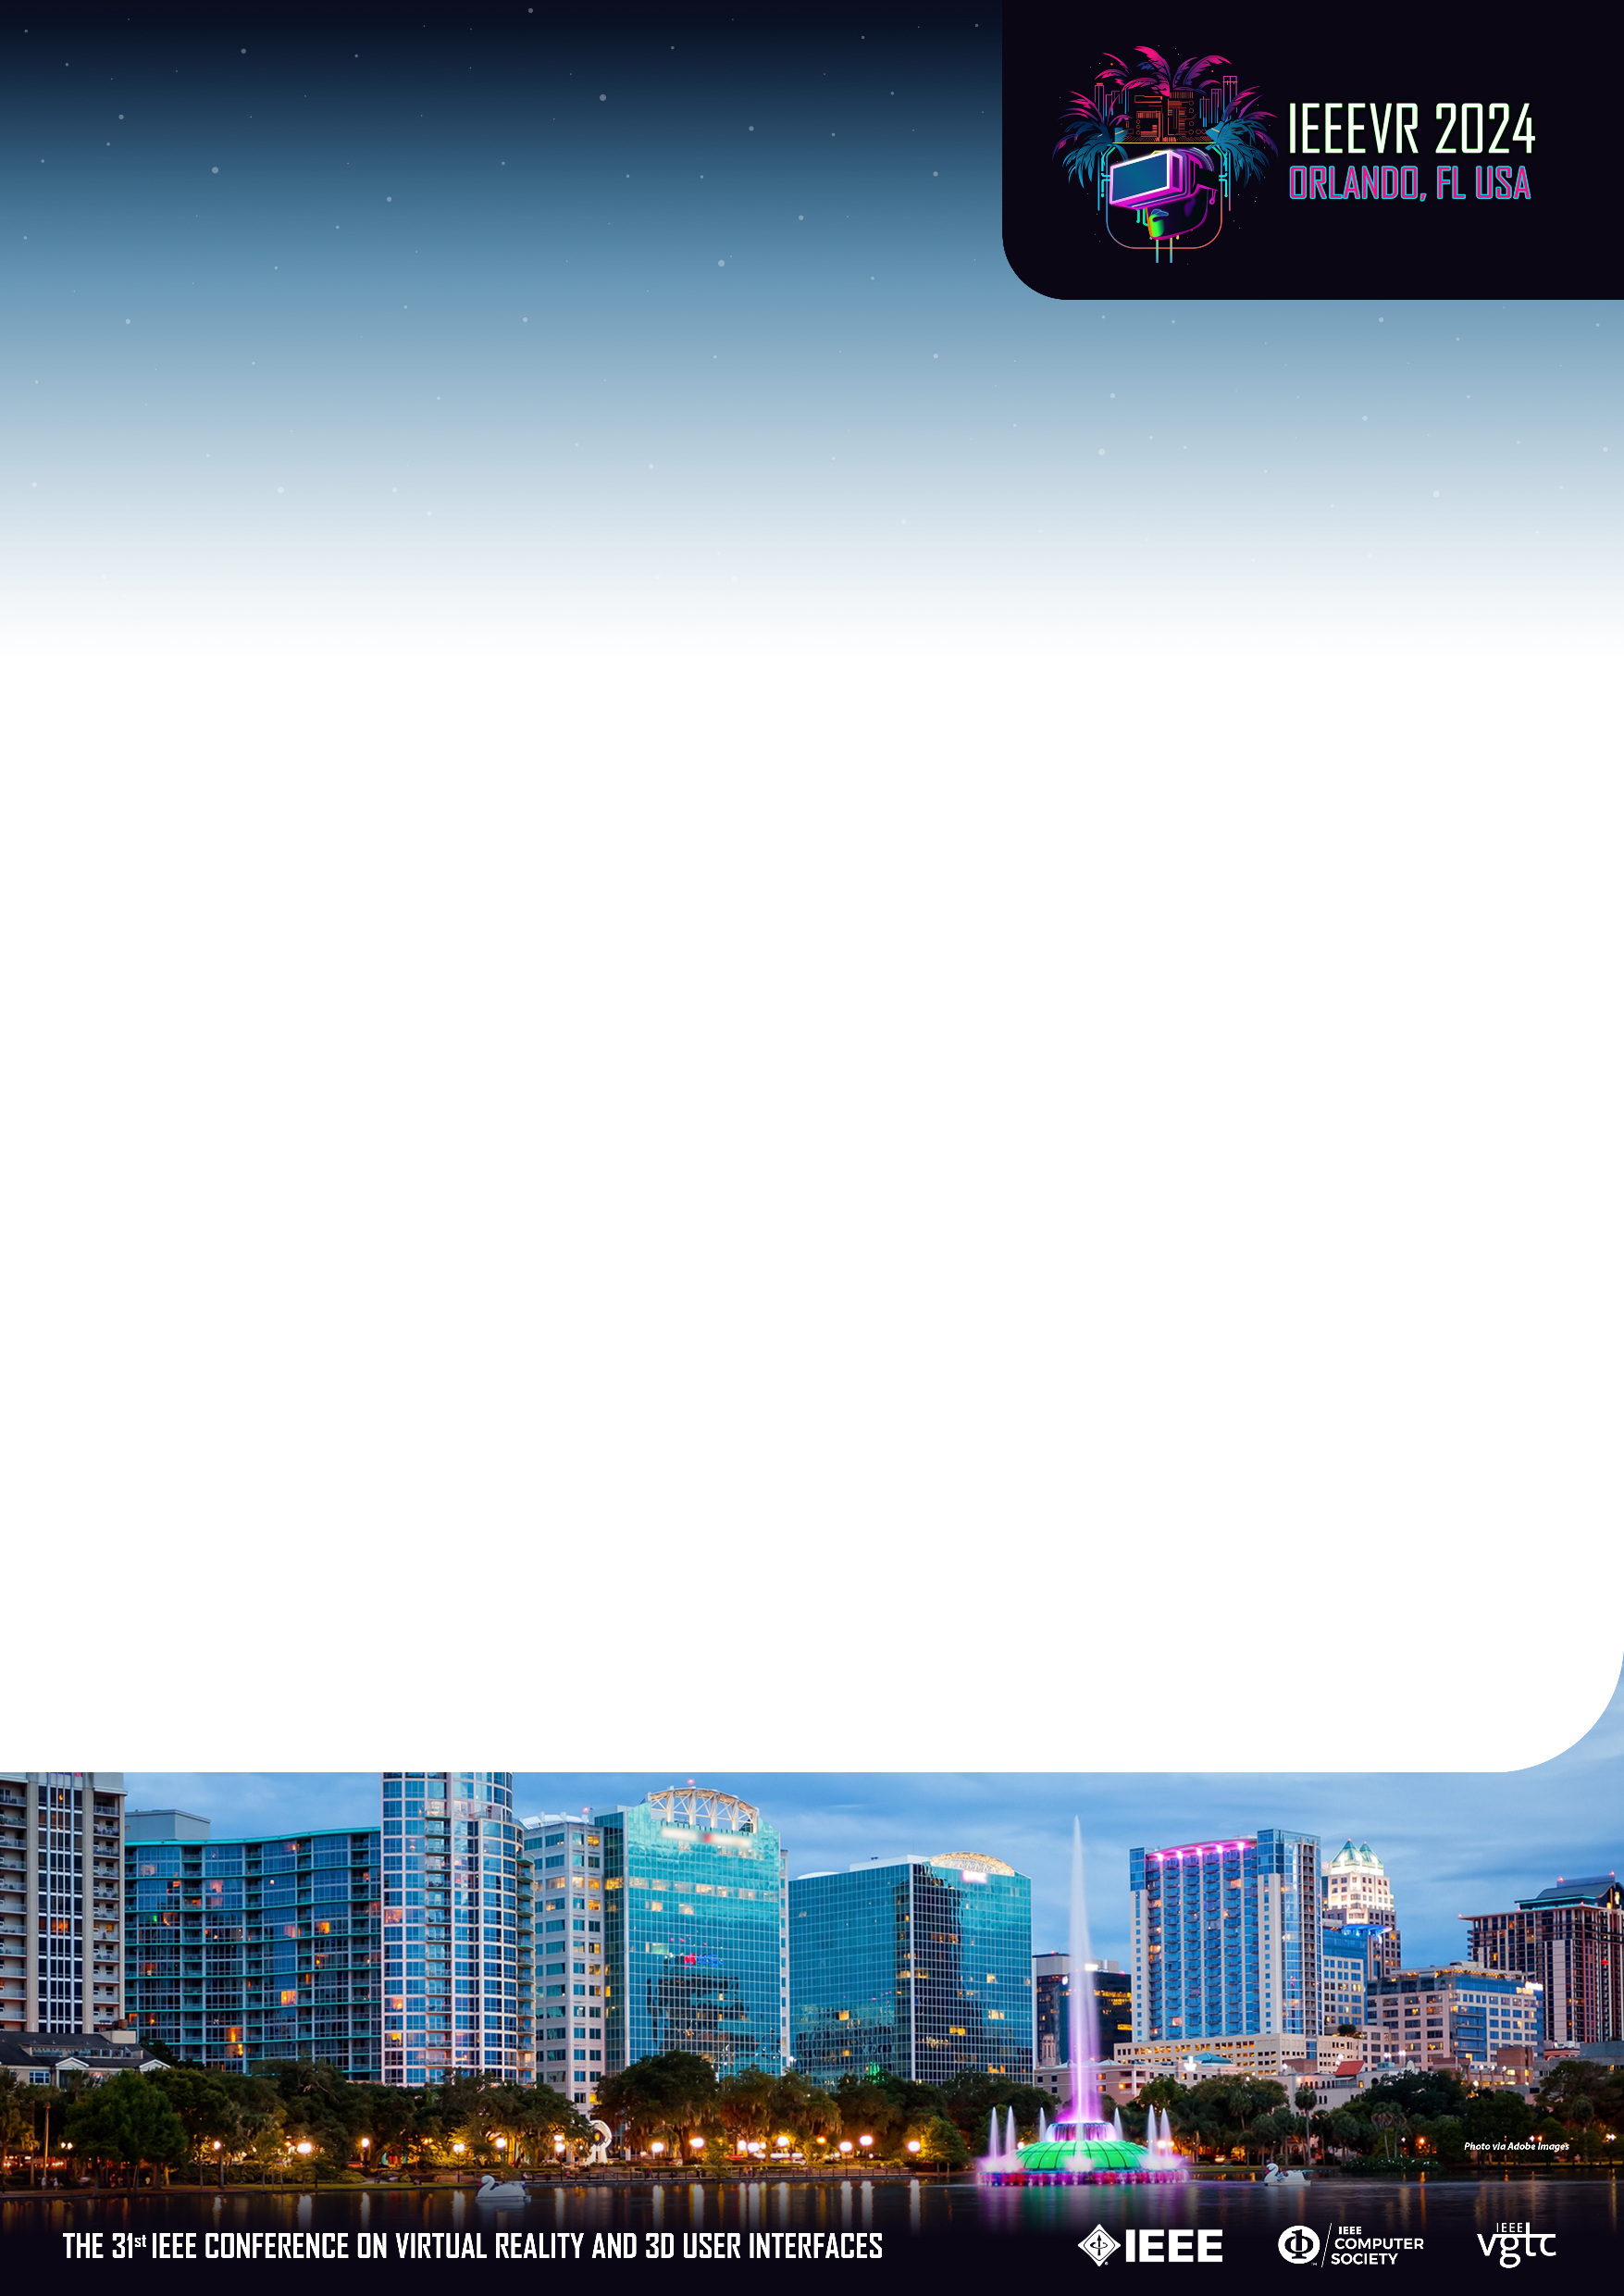 IEEEVR 2024
ORLANDO, FL USA
Photo via Adobe Images
THE 31st IEEE CONFERENCE ON VIRTUAL REALITY AND 3D USER INTERFACES
IEEE
IEEE
COMPUTER
SOCIETY
IEEE
vgtc